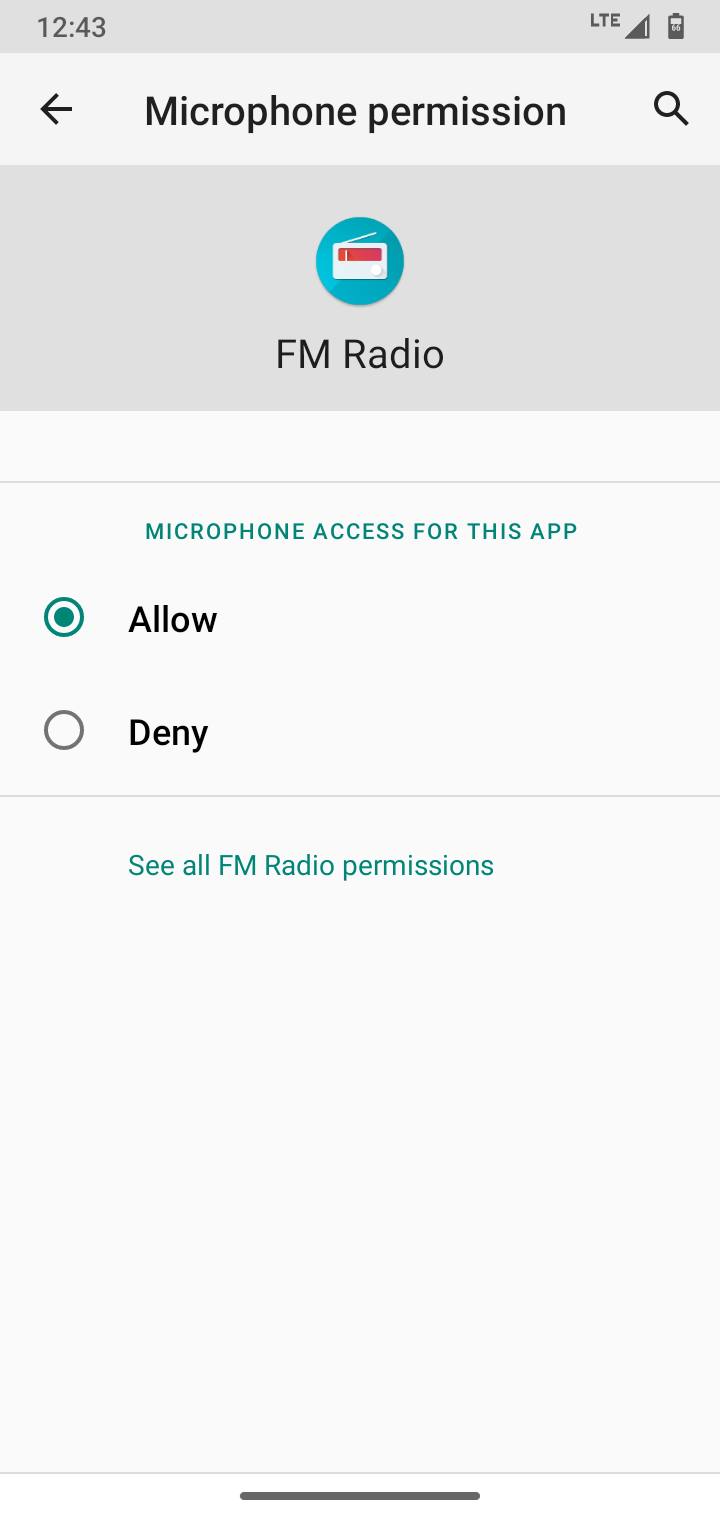 12:43
LTE
66
Microphone permission
FM Radio
MICROPHONE ACCESS FOR THIS APP
Allow
Deny
See all FM Radio permissions